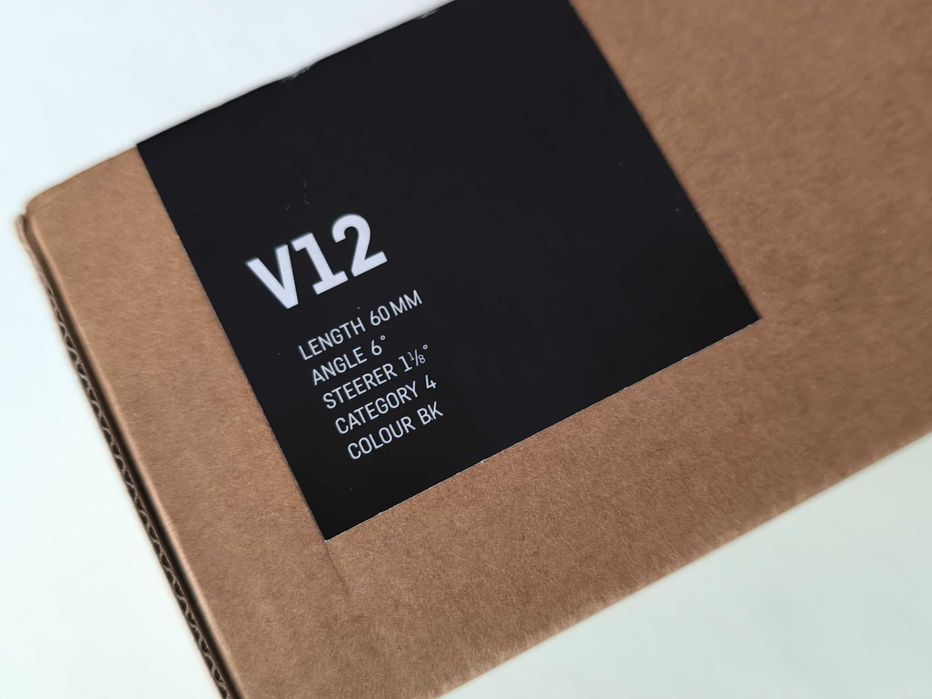 V12
LENGTH 60 MM
ANGLE 6°
STEERER 1⅛°
CATEGORY 4
COLOUR BK